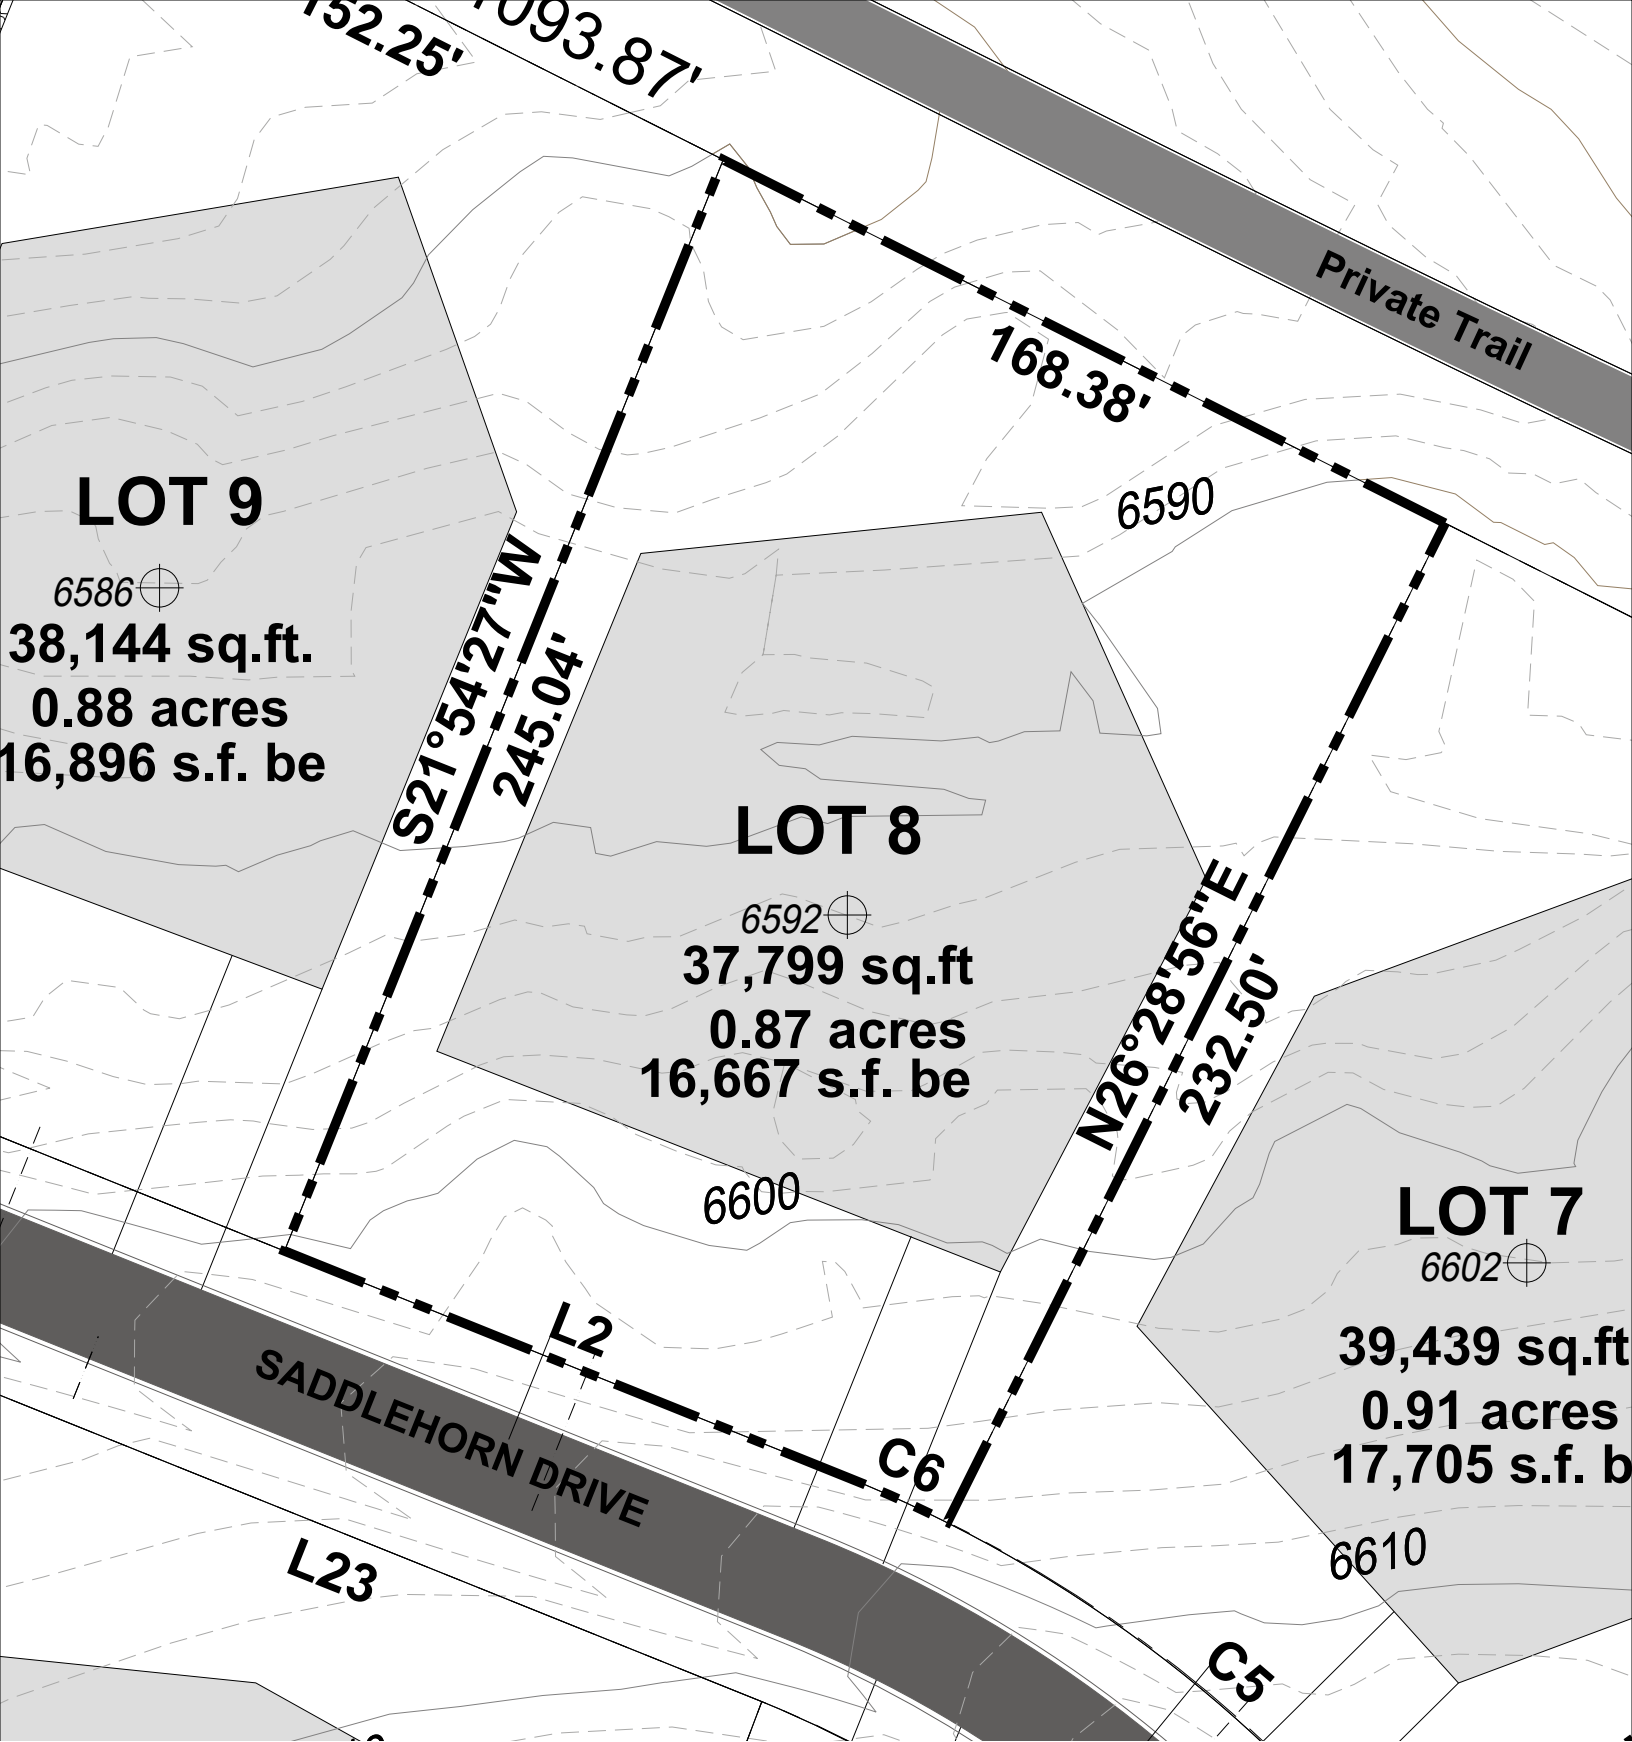 152.25'
1093.87'
Private Trail
168.38'
6590
LOT 9
6586
38,144 sq.ft.
0.88 acres
16,896 s.f. be
S21°54'27"W
245.04'
LOT 8
6592
37,799 sq.ft
0.87 acres
16,667 s.f. be
N26°28'56"E
232.50'
6600
LOT 7
6602
39,439 sq.ft
0.91 acres
17,705 s.f. b
6610
L2
C6
SADDLEHORN DRIVE
L23
C5